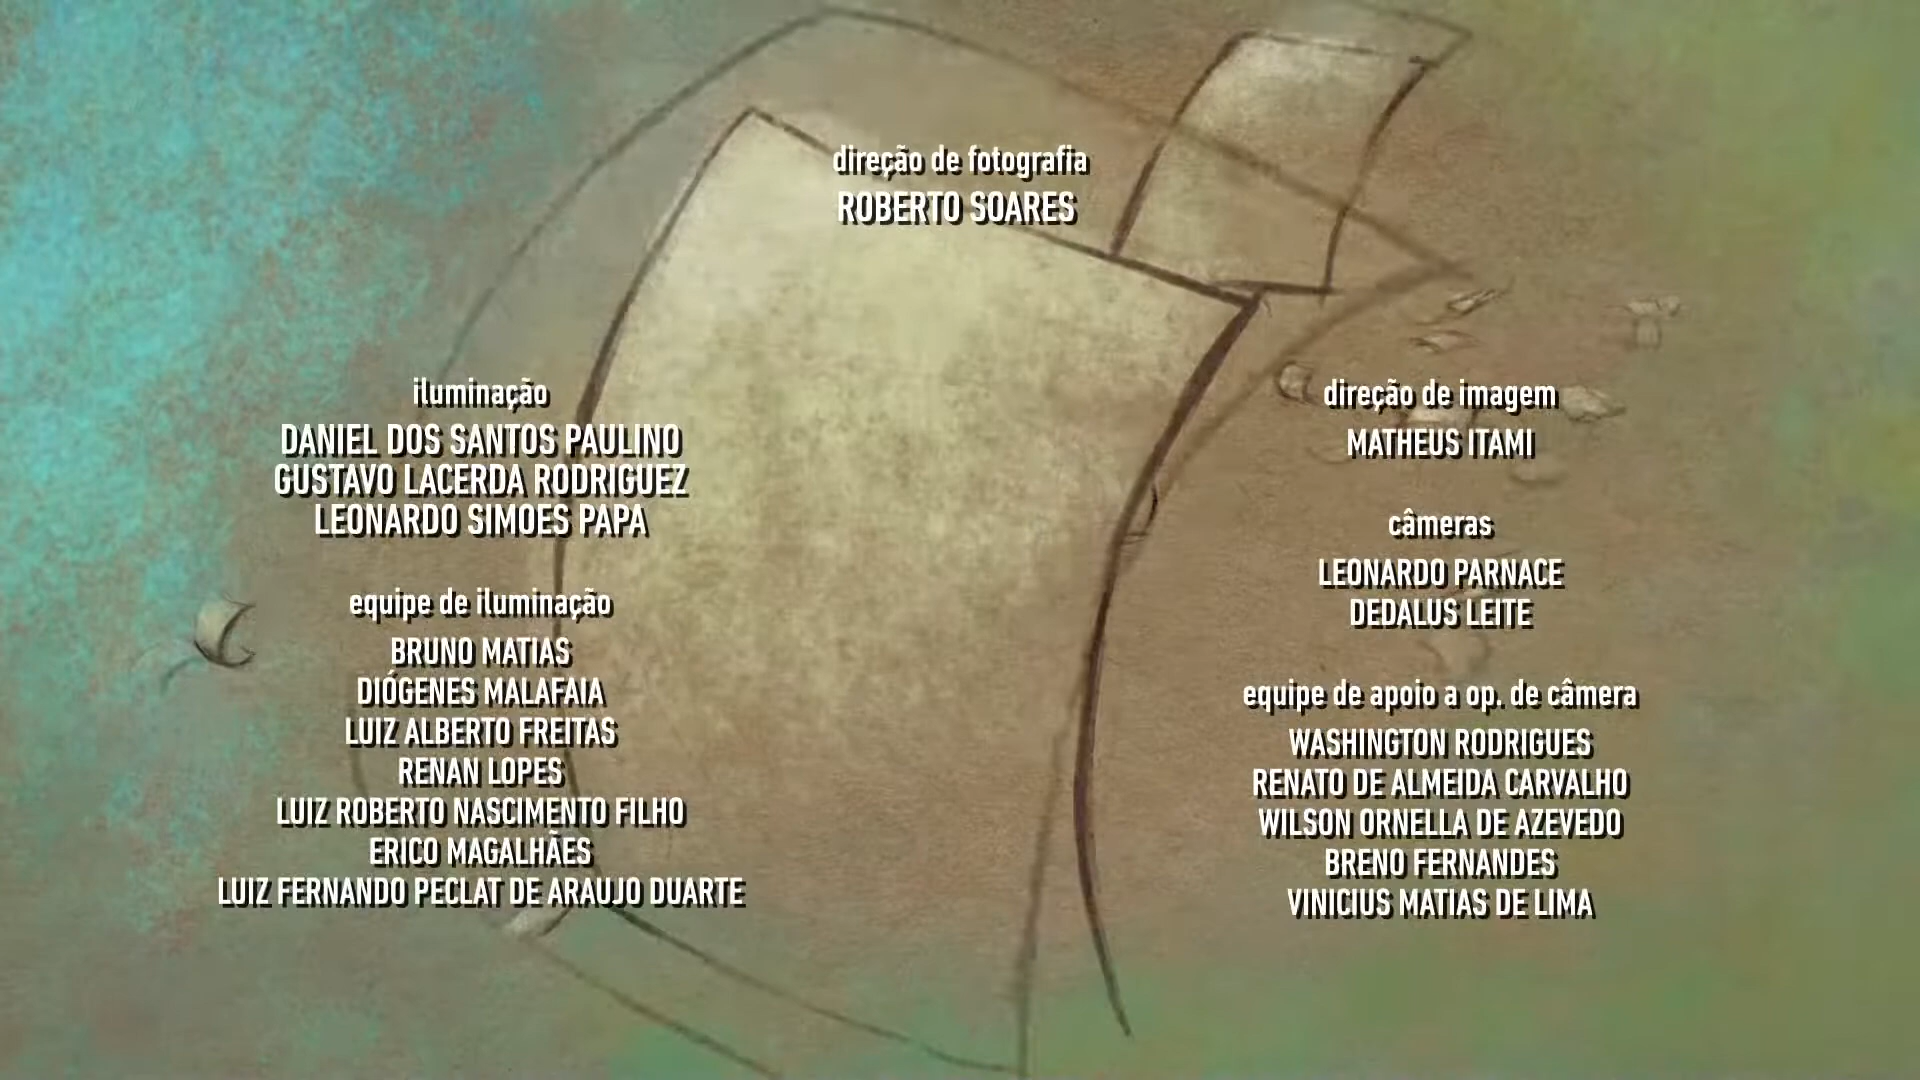 direção de fotografia
ROBERTO SOARES
iluminação
DANIEL DOS SANTOS PAULINO
GUSTAVO LACERDA RODRIGUEZ
LEONARDO SIMOES PAPA
equipe de iluminação
BRUNO MATIAS
DIÓGENES MALAFAIA
LUIZ ALBERTO FREITAS
RENAN LOPES
LUIZ ROBERTO NASCIMENTO FILHO
ERICO MAGALHÃES
LUIZ FERNANDO PECLAT DE ARAUJO DUARTE
direção de imagem
MATHEUS ITAMI
câmeras
LEONARDO PARNACE
DEDALUS LEITE
equipe de apoio a op. de câmera
WASHINGTON RODRIGUES
RENATO DE ALMEIDA CARVALHO
WILSON ORNELLA DE AZEVEDO
BRENO FERNANDES
VINICIUS MATIAS DE LIMA